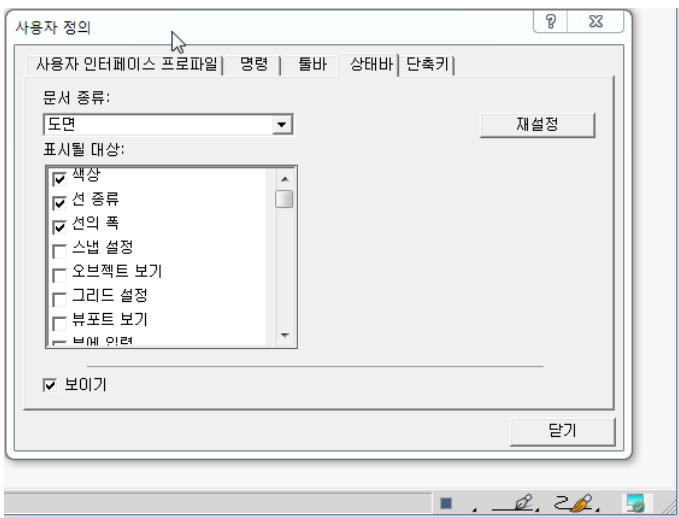 사용자 정의
사용자 인터페이스 프로파일 명령 툴바 상태바 단축키
문서 종류:
도면
재설정
표시될 대상:
색상
선 종류
선의 폭
스냅 설정
오브젝트 보기
그리드 설정
뷰포트 보기
보이기
닫기